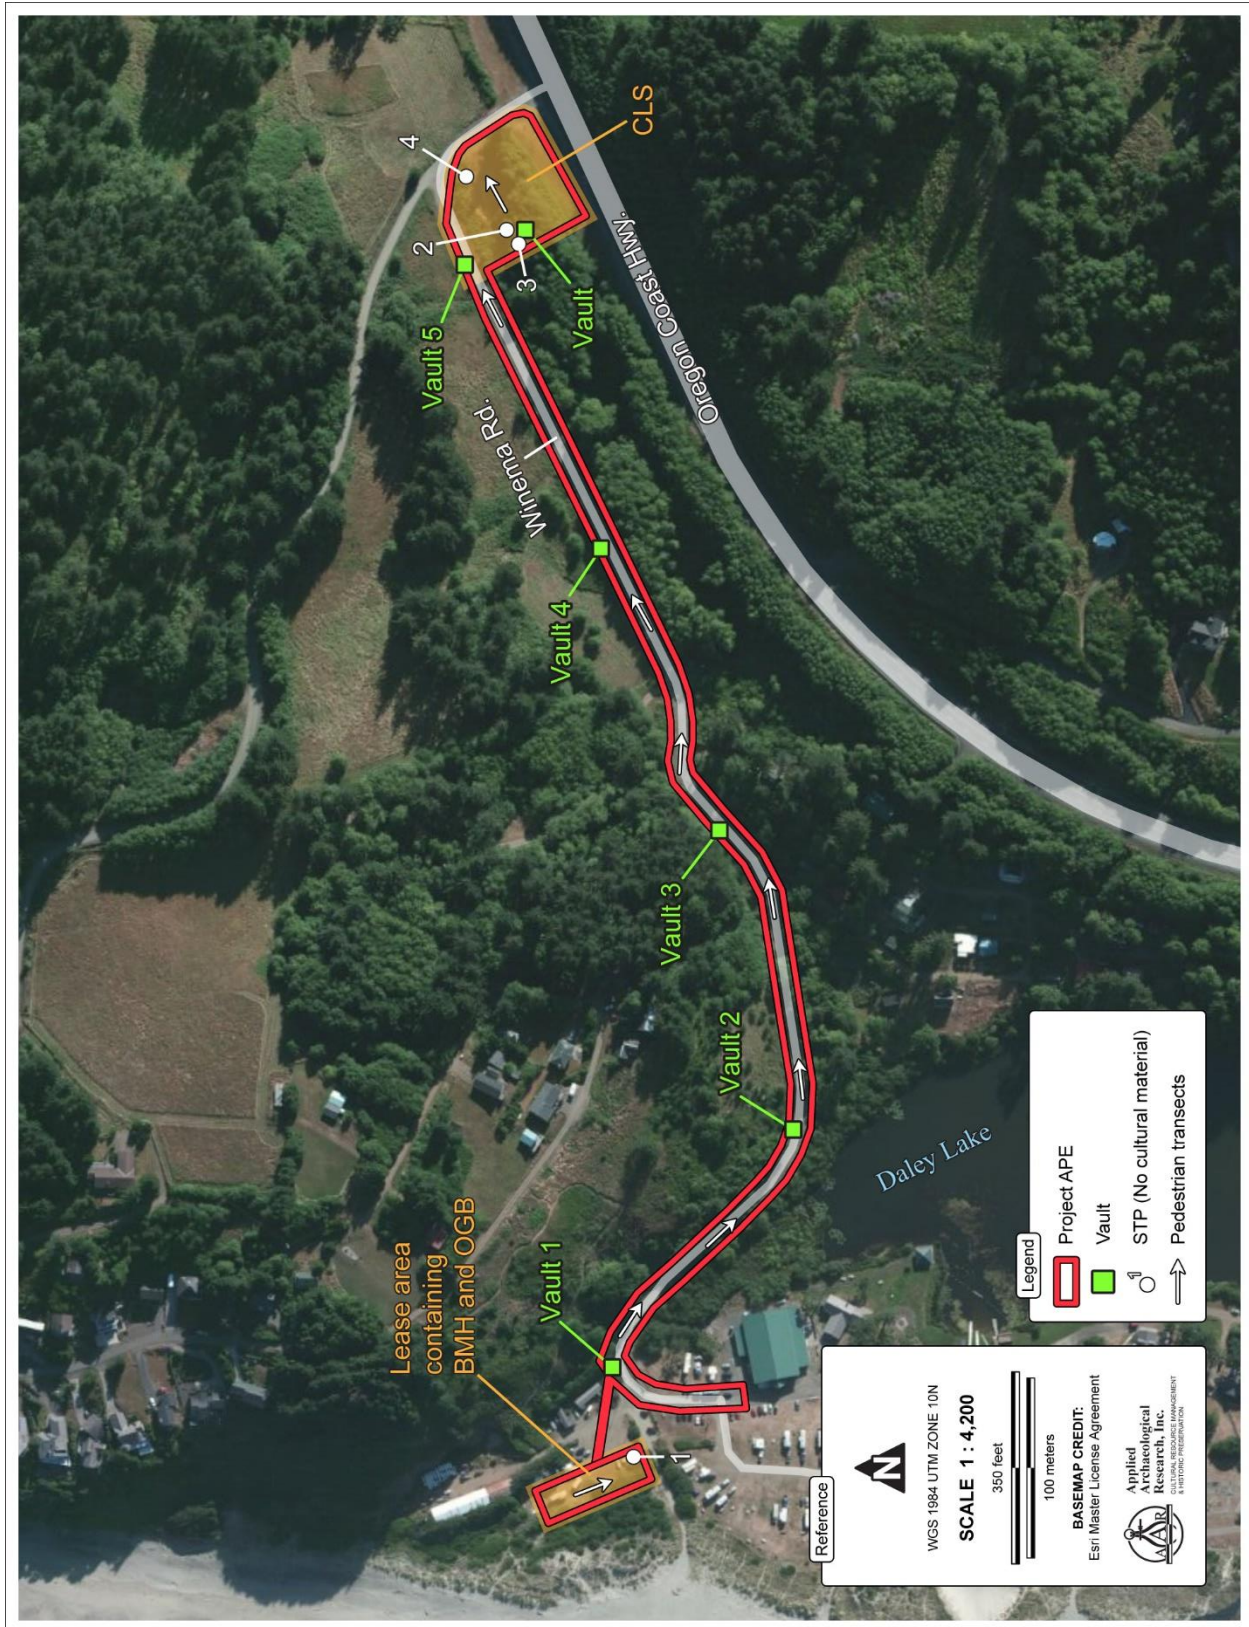 Lease area
containing
BMH and OGB
Vault 1
Vault 2
Vault 3
Vault 4
Vault 5
Vault
CLS
1
2
3
4
Winema Rd.
Oregon Coast Hwy.
Daley Lake
Reference
N
WGS 1984 UTM ZONE 10N
SCALE 1 : 4,200
350 feet
100 meters
BASEMAP CREDIT:
Esri Master License Agreement
AAR
Applied
Archaeological
Research, Inc.
CULTURAL RESOURCE MANAGEMENT
& HISTORIC PRESERVATION
Legend
Project APE
Vault
1
STP (No cultural material)
Pedestrian transects